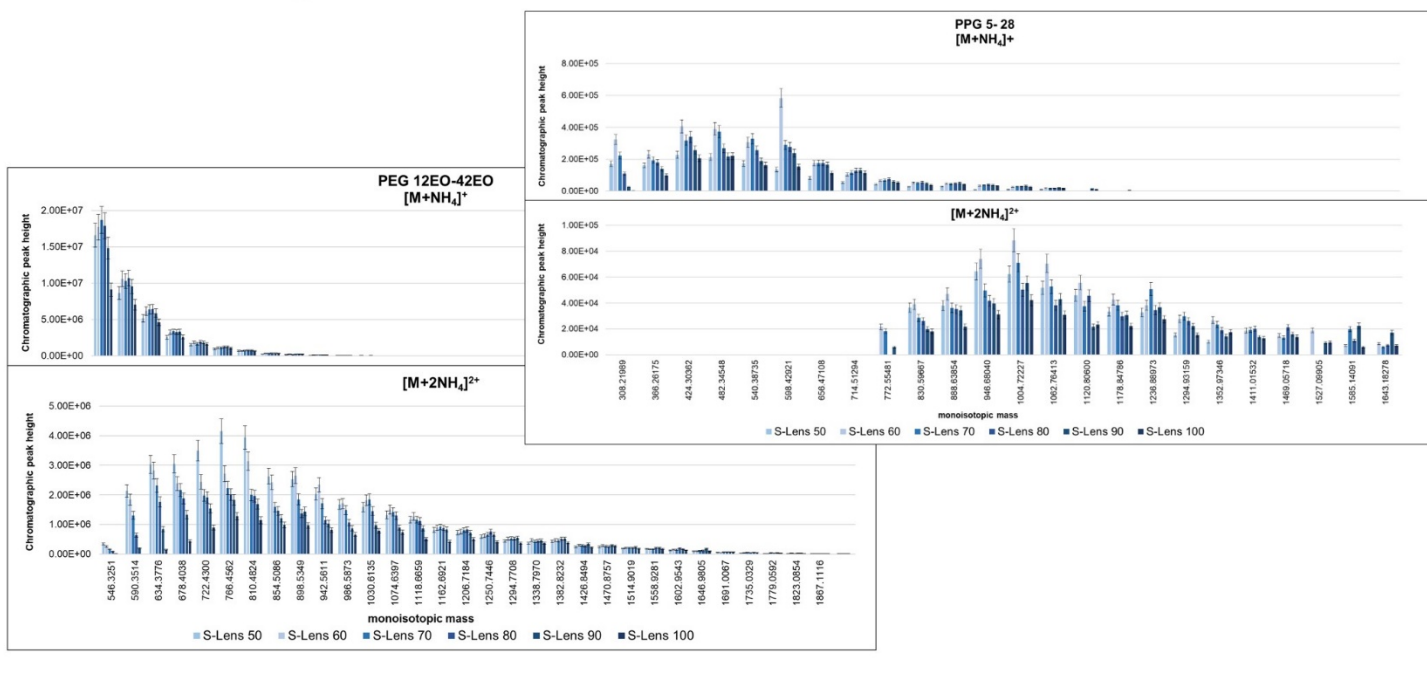 PEG 12EO-42EO
[M+NH₄]⁺
Chromatographic peak height
2.00E+07
1.50E+07
1.00E+07
5.00E+06
0.00E+00
[M+2NH₄]²⁺
Chromatographic peak height
5.00E+06
4.00E+06
3.00E+06
2.00E+06
1.00E+06
0.00E+00
546.3251
590.3514
634.3776
678.4038
722.4300
766.4562
810.4824
854.5086
898.5349
942.5611
986.5873
1030.6135
1074.6397
1118.6659
1162.6921
1206.7184
1250.7446
1294.7708
1338.7970
1382.8232
1426.8494
1470.8757
1514.9019
1558.9281
1602.9543
1646.9805
1691.0067
1735.0329
1779.0592
1823.0854
1867.1116
monoisotopic mass
S-Lens 50 S-Lens 60 S-Lens 70 S-Lens 80 S-Lens 90 S-Lens 100
PPG 5- 28
[M+NH₄]+
Chromatographic peak height
8.00E+05
6.00E+05
4.00E+05
2.00E+05
0.00E+00
[M+2NH₄]²⁺
Chromatographic peak height
1.00E+05
8.00E+04
6.00E+04
4.00E+04
2.00E+04
0.00E+00
308.21989
366.26175
424.30362
482.34548
540.38735
598.42921
656.47108
714.51294
772.55481
830.59667
888.63854
946.68040
1004.72227
1062.76413
1120.80600
1178.84786
1236.88973
1294.93159
1352.97346
1411.01532
1469.05718
1527.09905
1585.14091
1643.18278
monoisotopic mass
S-Lens 50 S-Lens 60 S-Lens 70 S-Lens 80 S-Lens 90 S-Lens 100